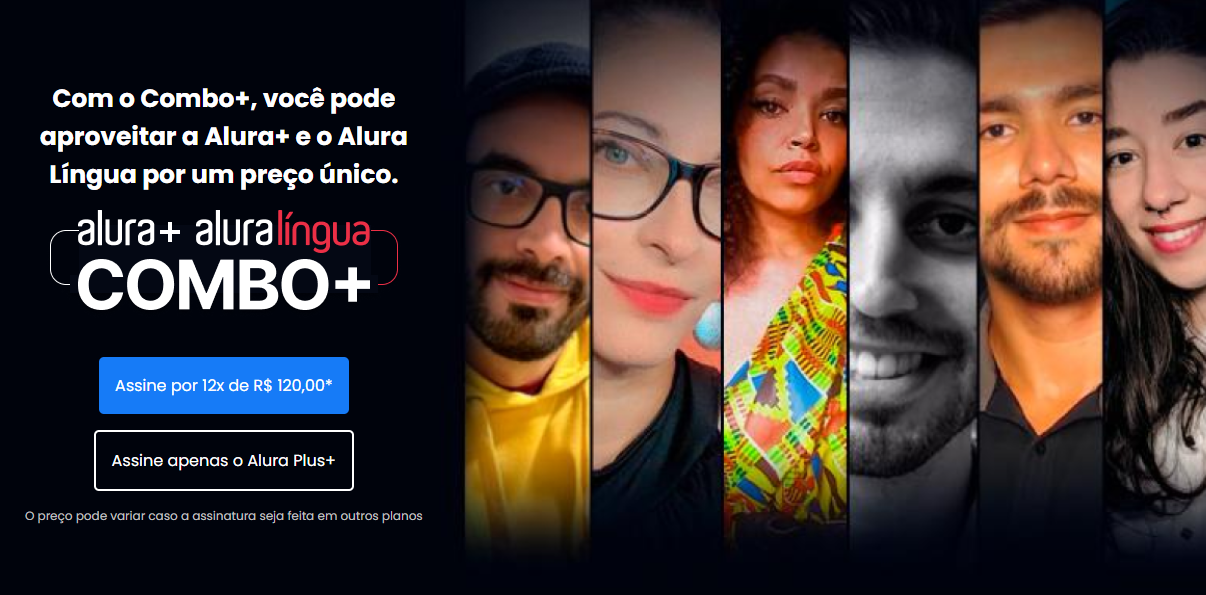 Com o Combo+, você pode
aproveitar a Alura+ e o Alura
Língua por um preço único.
alura+ aluralíngua
COMBO+
Assine por 12x de R$ 120,00*
Assine apenas o Alura Plus+
O preço pode variar caso a assinatura seja feita em outros planos